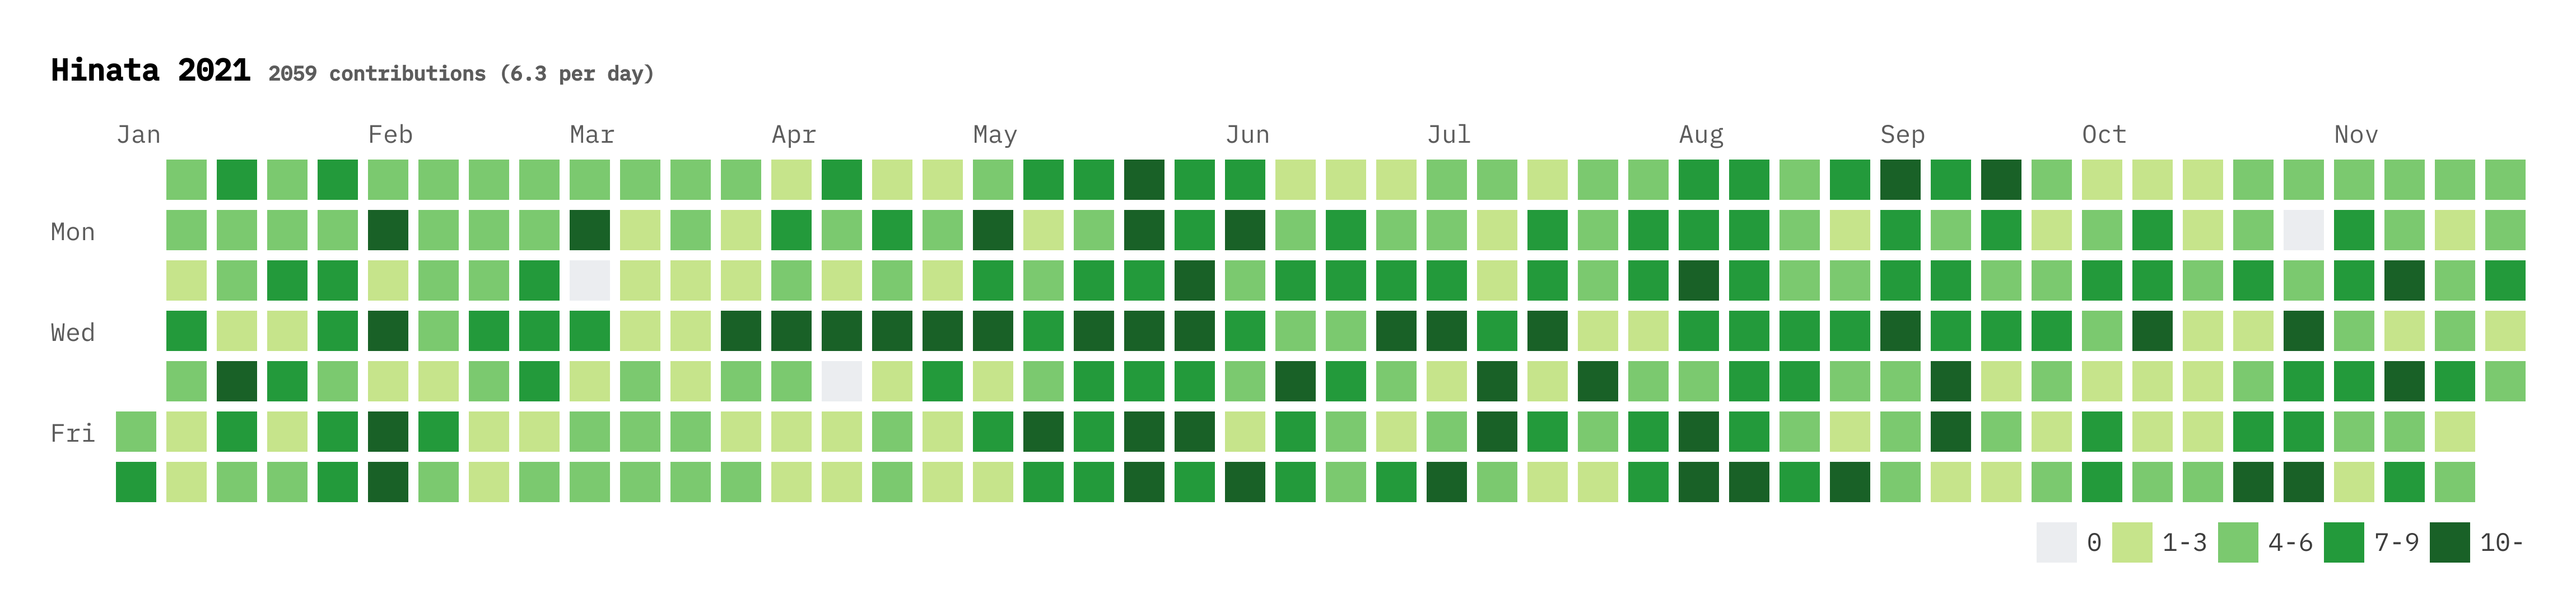 Hinata 2021 2059 contributions (6.3 per day)
Jan Feb Mar Apr May Jun Jul Aug Sep Oct Nov
Mon
Wed
Fri
0 1-3 4-6 7-9 10-